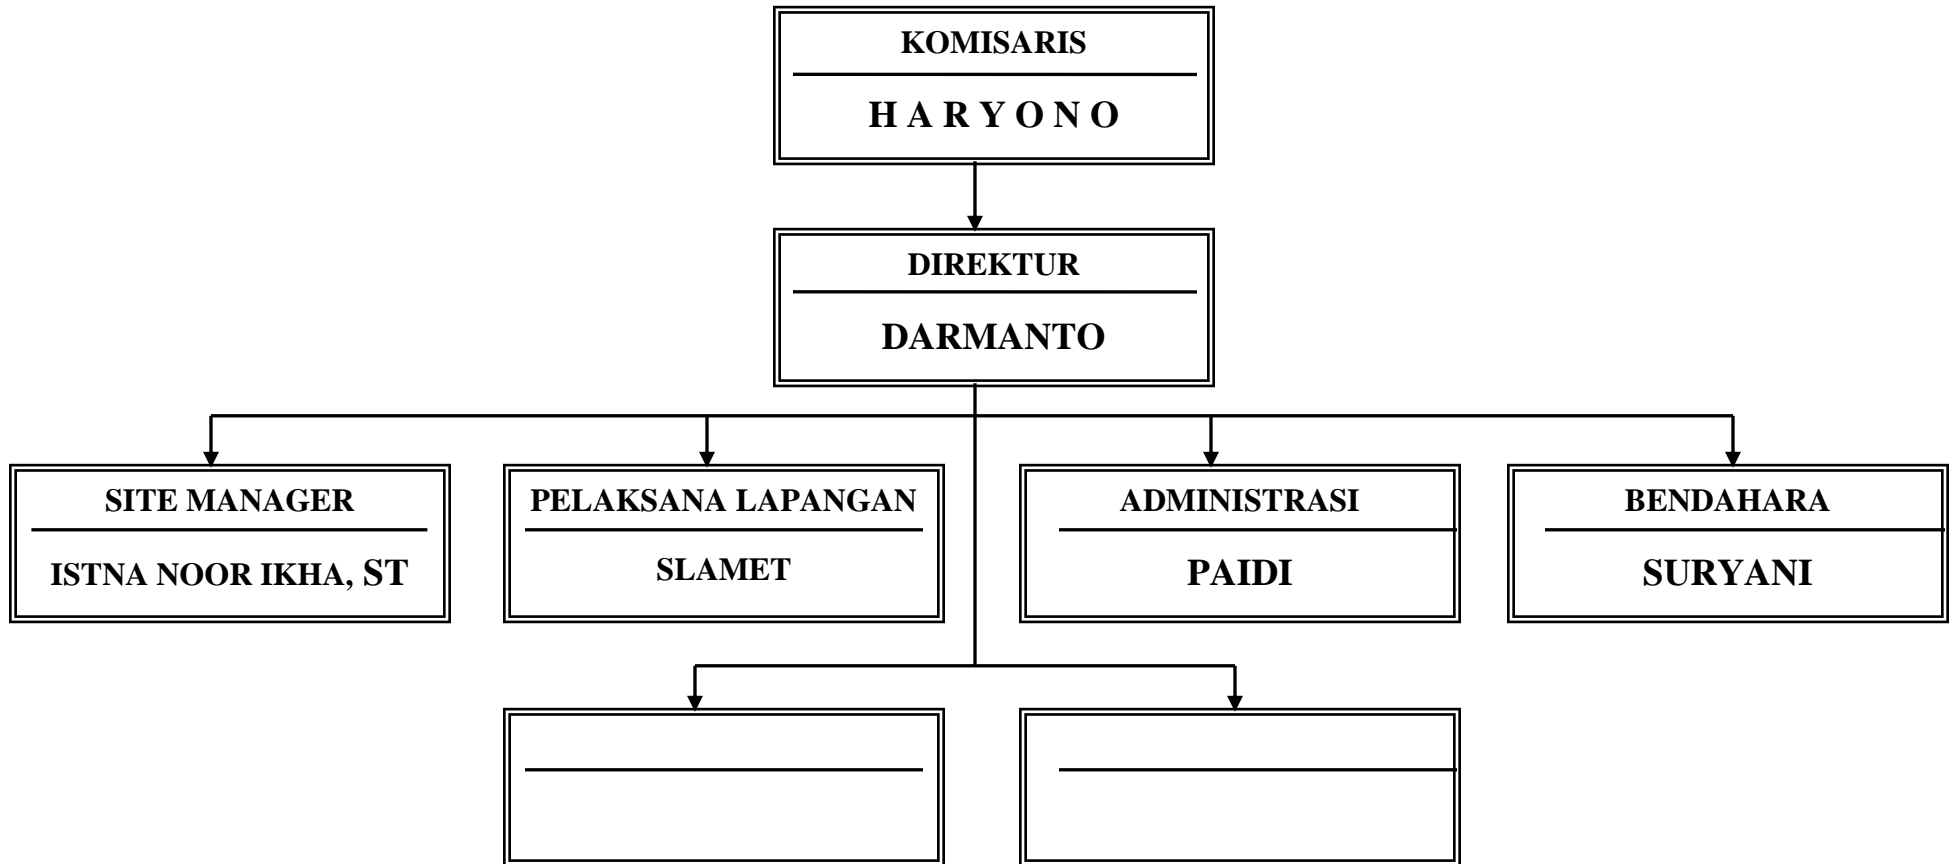 KOMISARIS
H A R Y O N O
DIREKTUR
DARMANTO
SITE MANAGER
ISTNA NOOR IKHA, ST
PELAKSANA LAPANGAN
SLAMET
ADMINISTRASI
PAIDI
BENDAHARA
SURYANI